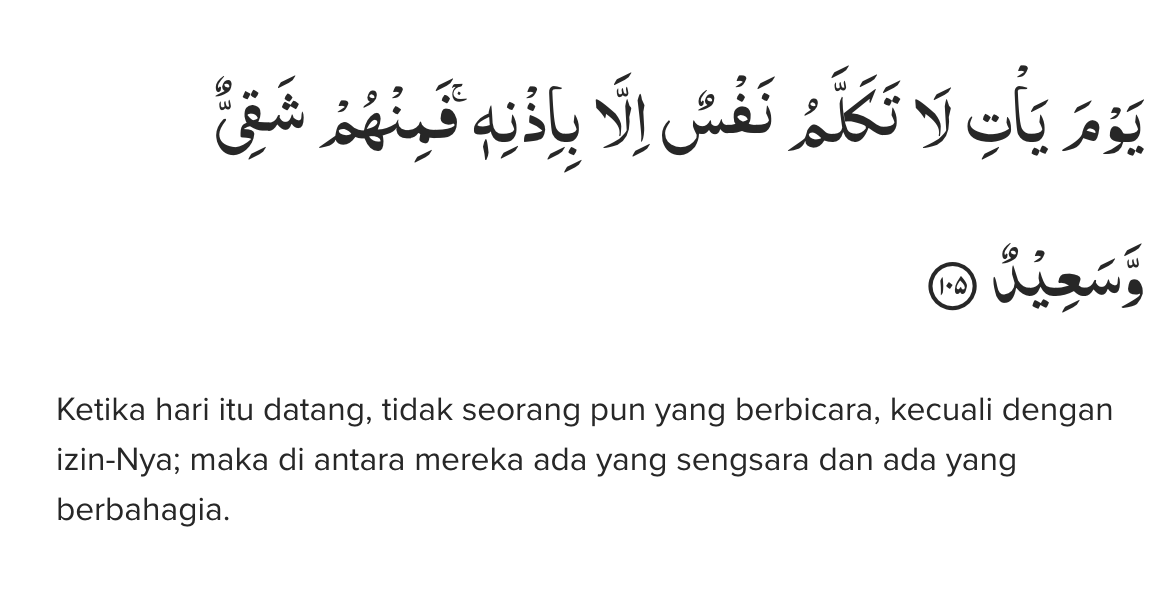 يَوْمَ يَأْتِ لَا تَكَلَّمُ نَفْسٌ اِلَّا بِاِذْنِهٖۚ فَمِنْهُمْ شَقِيٌّ
وَّسَعِيْدٌ ١٠٥
Ketika hari itu datang, tidak seorang pun yang berbicara, kecuali dengan
izin-Nya; maka di antara mereka ada yang sengsara dan ada yang
berbahagia.